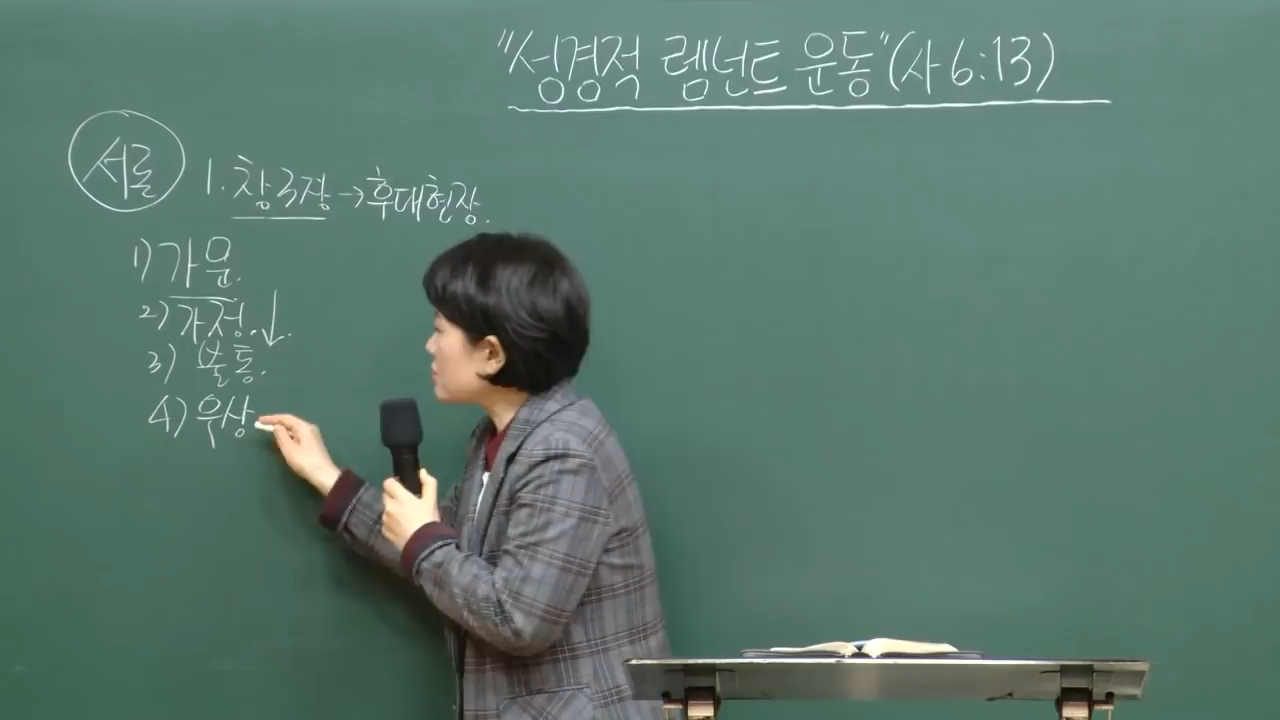 "성경적 렘넌트 운동"(사 6:13)
서론
1. 창3장 → 후대현장.
1) 가문.
2) 가정. ↓.
3) 불통.
4) 우상